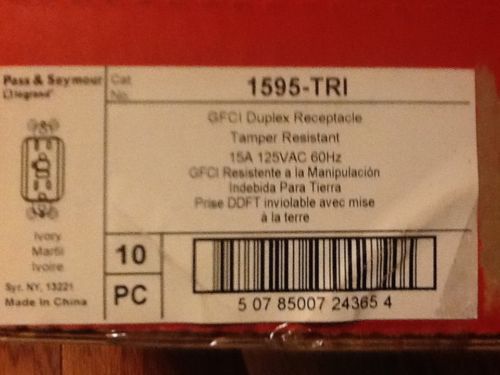 Pass & Seymour
legrand®
Cat.
No.
1595-TRI
GFCI Duplex Receptacle
Tamper Resistant
15A 125VAC 60Hz
GFCI Resistente a la Manipulación
Indebida Para Tierra
Prise DDFT inviolable avec mise
à la terre
Ivory
Marfil
Ivoire
Syr. NY, 13221
Made In China
10
PC
5 07 85007 24365 4